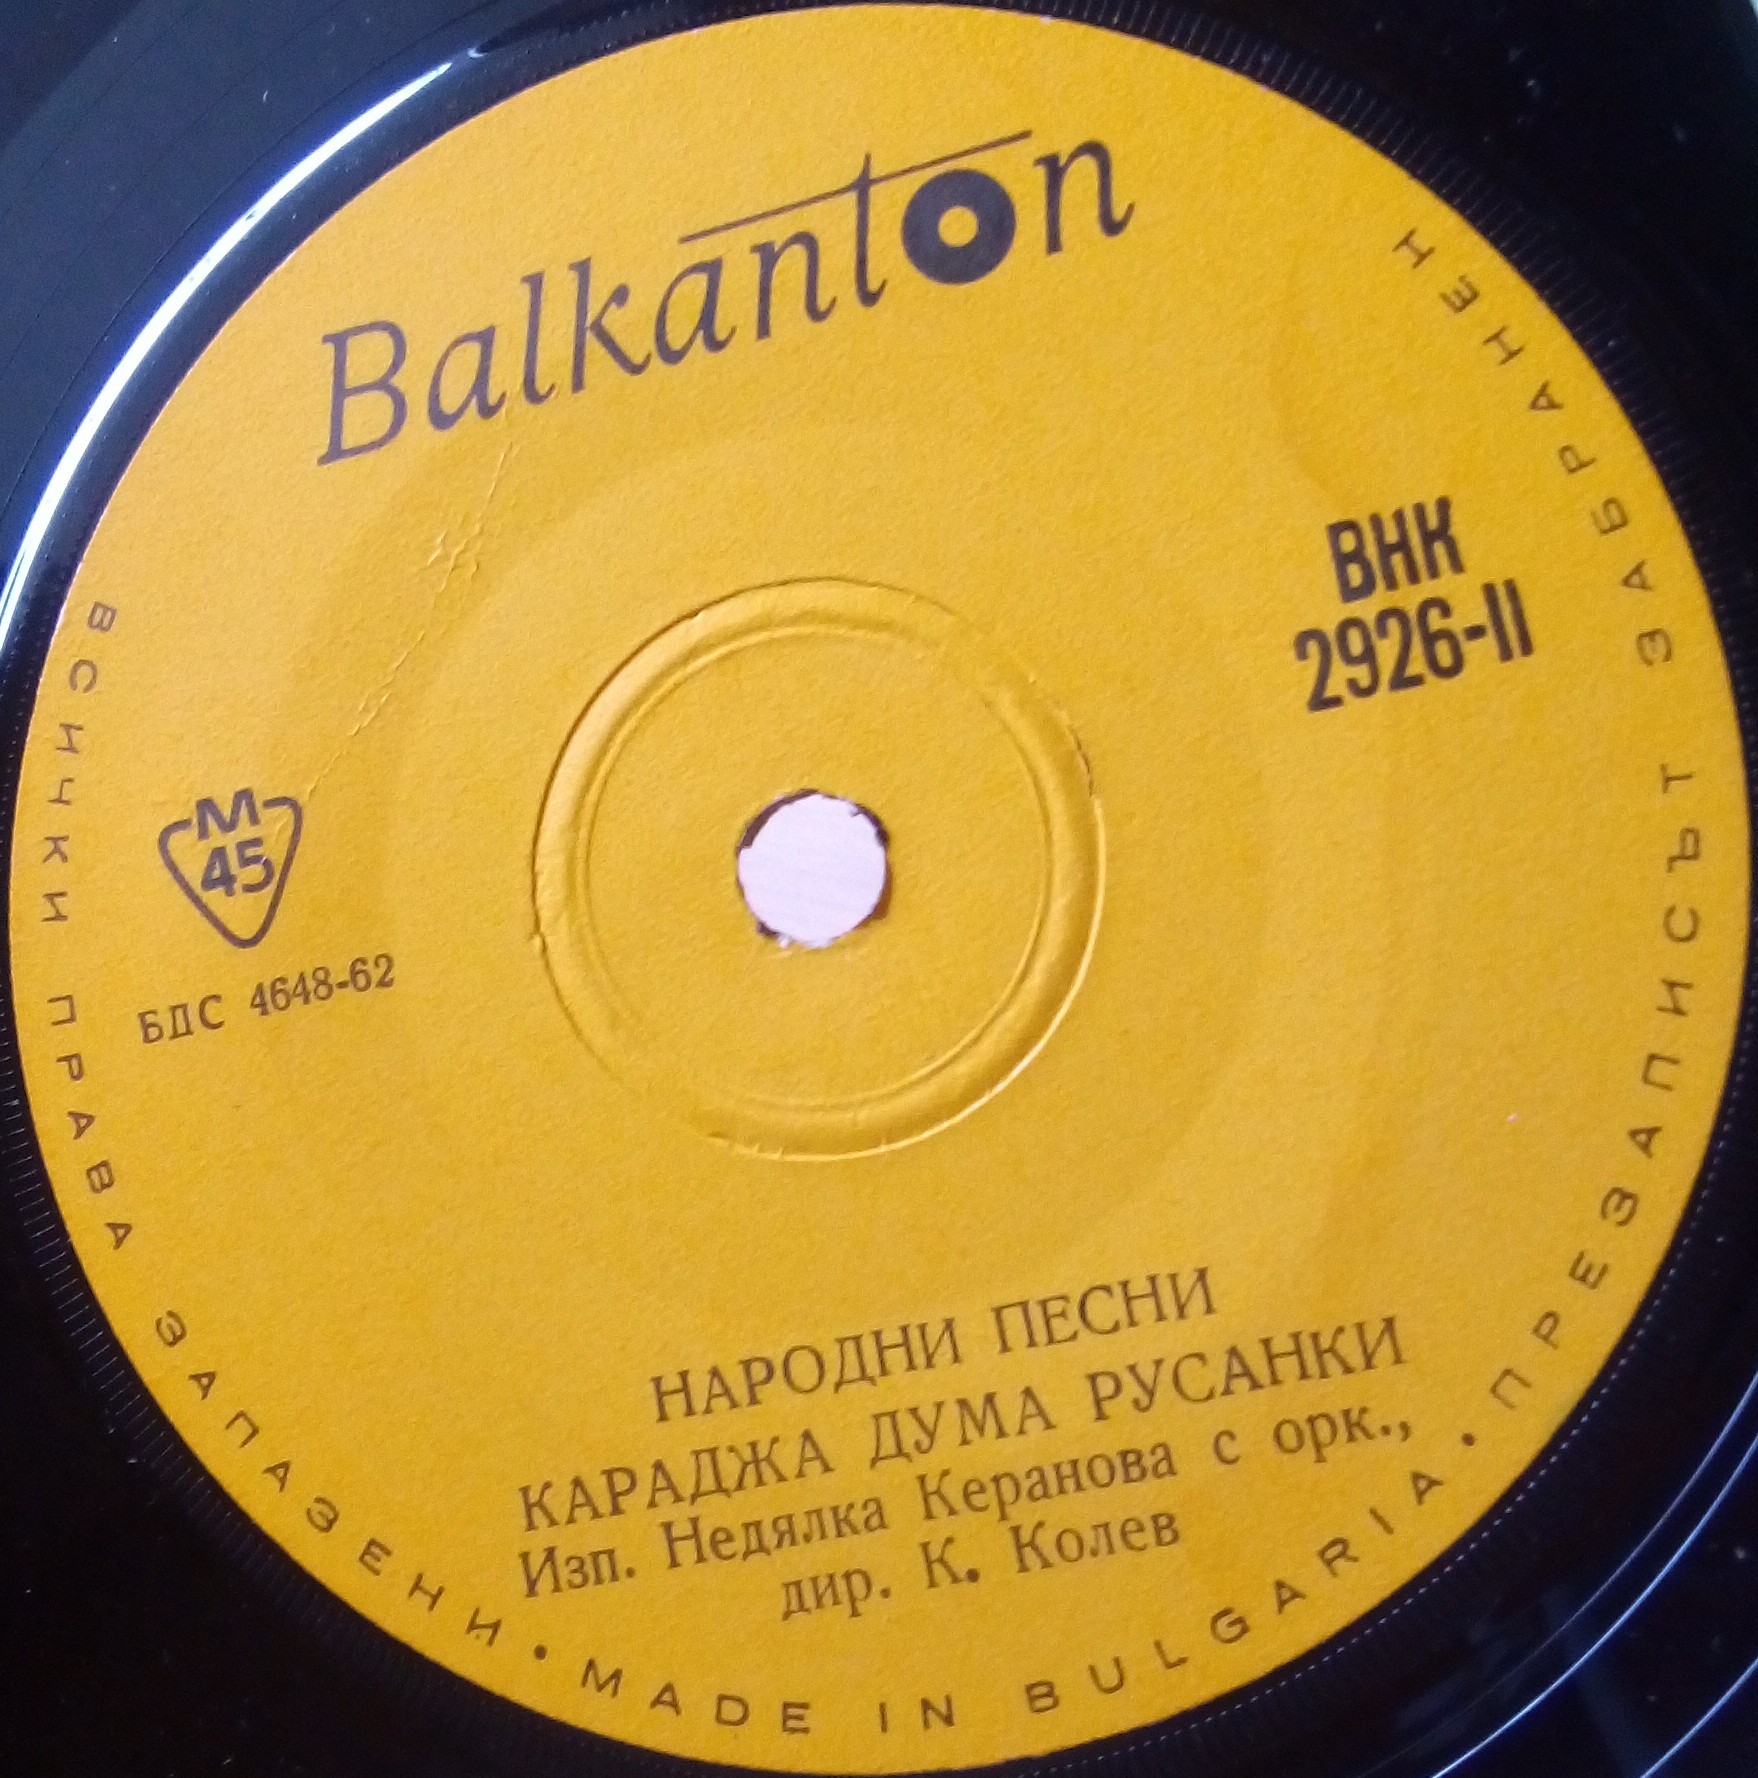 Balkanton
ВНК
2926-II
М
45
БДС 4648-62
НАРОДНИ ПЕСНИ
КАРАДЖА ДУМА РУСАНКИ
Изп. Недялка Керанова с орк.,
дир. К. Колев
ВСИЧКИ ПРАВА ЗАПАЗЕНИ • MADE IN BULGARIA • ПРЕЗАПИСЪТ ЗАБРАНЕН